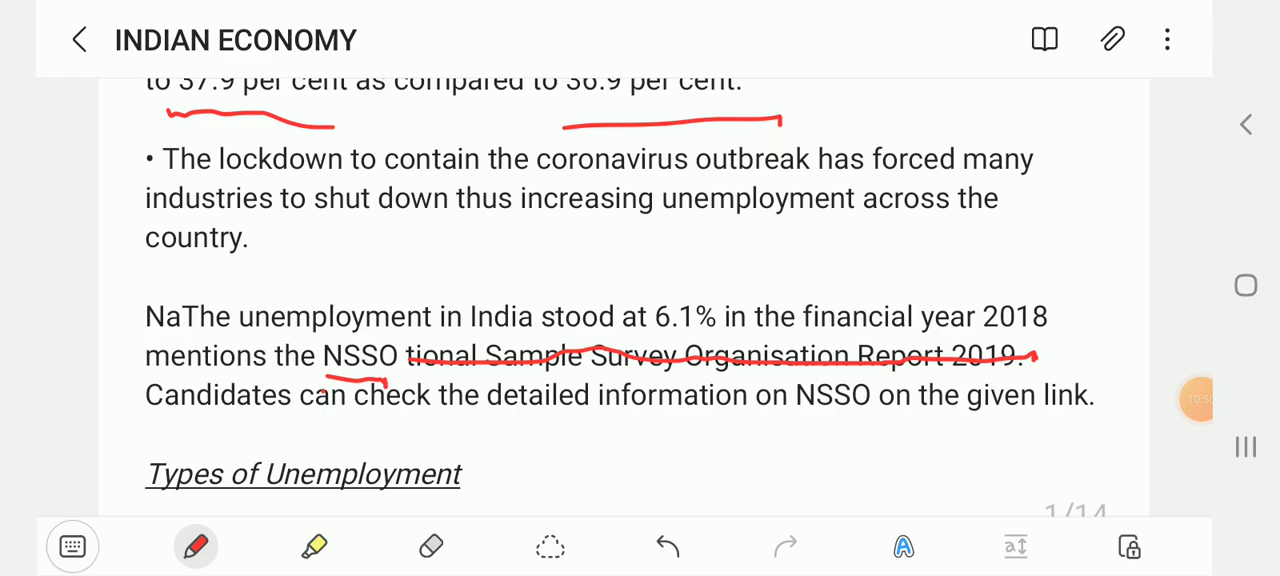 INDIAN ECONOMY
to 37.9 per cent as compared to 36.9 per cent.
• The lockdown to contain the coronavirus outbreak has forced many
industries to shut down thus increasing unemployment across the
country.
NaThe unemployment in India stood at 6.1% in the financial year 2018
mentions the NSSO tional Sample Survey Organisation Report 2019.
Candidates can check the detailed information on NSSO on the given link.
10:50
Types of Unemployment
1/14
A
a